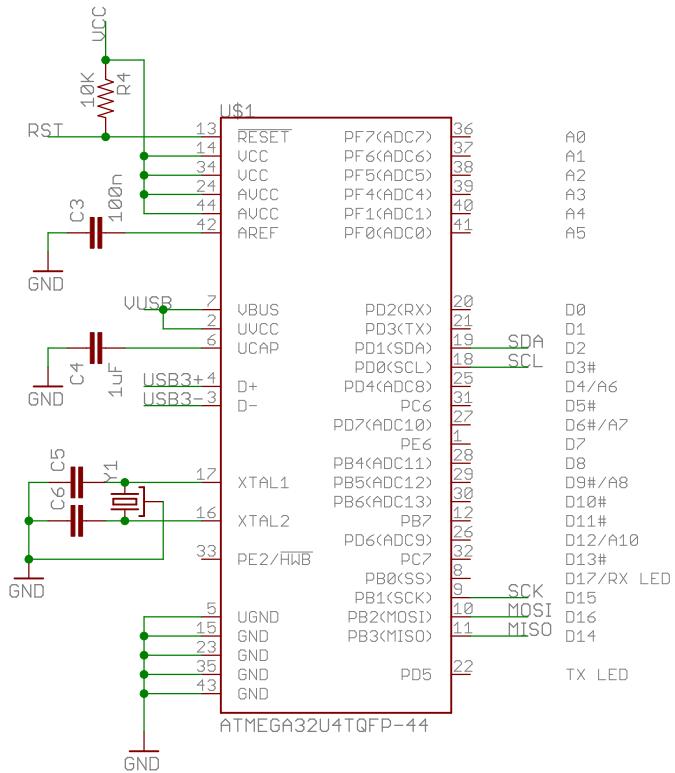 VCC
10K
R4
U$1
RST 13 RESET PF7(ADC7) 36 A0
14 VCC PF6(ADC6) 37 A1
34 VCC PF5(ADC5) 38 A2
24 AVCC PF4(ADC4) 39 A3
44 AVCC PF1(ADC1) 40 A4
C3 100n 42 AREF PF0(ADC0) 41 A5
GND
VUSB 7 VBUS PD2(RX) 20 D0
2 UVCC PD3(TX) 21 D1
6 UCAP PD1(SDA) 19 SDA D2
PD0(SCL) 18 SCL D3#
C4 1uF
GND
USB3+ 4 D+ PD4(ADC8) 25 D4/A6
USB3- 3 D- PC6 31 D5#
PD7(ADC10) 27 D6#/A7
PE6 1 D7
PB4(ADC11) 28 D8
C5 Y1 17 XTAL1 PB5(ADC12) 29 D9#/A8
PB6(ADC13) 30 D10#
C6 16 XTAL2 PB7 12 D11#
PD6(ADC9) 26 D12/A10
33 PE2/HWB PC7 32 D13#
GND
PB0(SS) 8 D17/RX LED
PB1(SCK) 9 SCK D15
5 UGND PB2(MOSI) 10 MOSI D16
15 GND PB3(MISO) 11 MISO D14
23 GND
35 GND PD5 22 TX LED
43 GND
ATMEGA32U4TQFP-44
GND